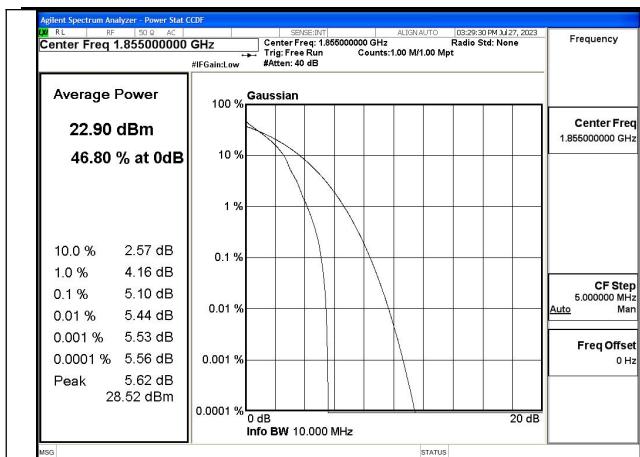 Agilent Spectrum Analyzer - Power Stat CCDF
RL RF 50 Ω AC SENSE:INT ALIGN AUTO 03:29:30 PM Jul 27, 2023
Center Freq 1.855000000 GHz
Center Freq: 1.855000000 GHz Radio Std: None
Trig: Free Run Counts:1.00 M/1.00 Mpt
#IFGain:Low #Atten: 40 dB
Frequency
Average Power
22.90 dBm
46.80 % at 0dB
10.0 % 2.57 dB
1.0 % 4.16 dB
0.1 % 5.10 dB
0.01 % 5.44 dB
0.001 % 5.53 dB
0.0001 % 5.56 dB
Peak 5.62 dB
28.52 dBm
Gaussian
100 %
10 %
1 %
0.1 %
0.01 %
0.001 %
0.0001 %
0 dB 20 dB
Info BW 10.000 MHz
Center Freq
1.855000000 GHz
CF Step
5.000000 MHz
Auto Man
Freq Offset
0 Hz
MSG STATUS